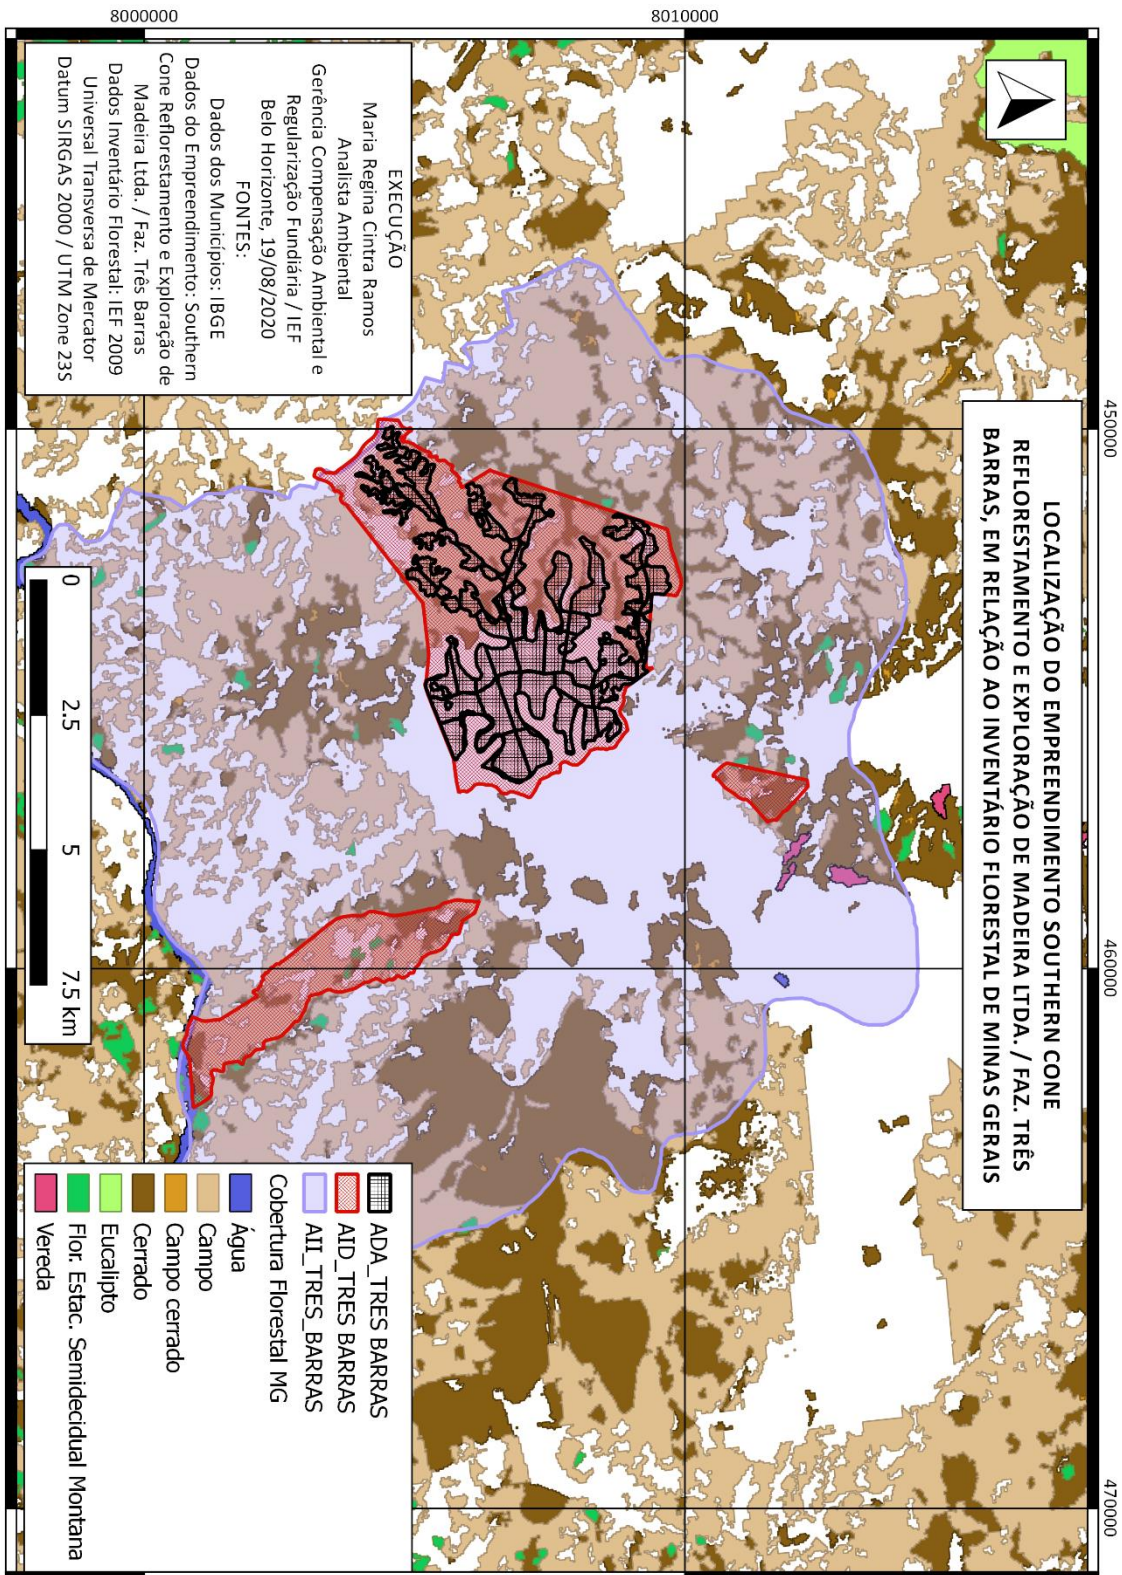 LOCALIZAÇÃO DO EMPREENDIMENTO SOUTHERN CONE
REFLORESTAMENTO E EXPLORAÇÃO DE MADEIRA LTDA. / FAZ. TRÊS
BARRAS, EM RELAÇÃO AO INVENTÁRIO FLORESTAL DE MINAS GERAIS
450000
460000
470000
8010000
8000000
EXECUÇÃO
Maria Regina Cintra Ramos
Analista Ambiental
Gerência Compensação Ambiental e
Regularização Fundiária / IEF
Belo Horizonte, 19/08/2020
FONTES:
Dados dos Municípios: IBGE
Dados do Empreendimento: Southern
Cone Reflorestamento e Exploração de
Madeira Ltda. / Faz. Três Barras
Dados Inventário Florestal: IEF 2009
Universal Transversa de Mercator
Datum SIRGAS 2000 / UTM Zone 23S
0 2.5 5 7.5 km
ADA_TRES BARRAS
AID_TRES BARRAS
AII_TRES_BARRAS
Cobertura Florestal MG
Água
Campo
Campo cerrado
Cerrado
Eucalipto
Flor. Estac. Semidecidual Montana
Vereda